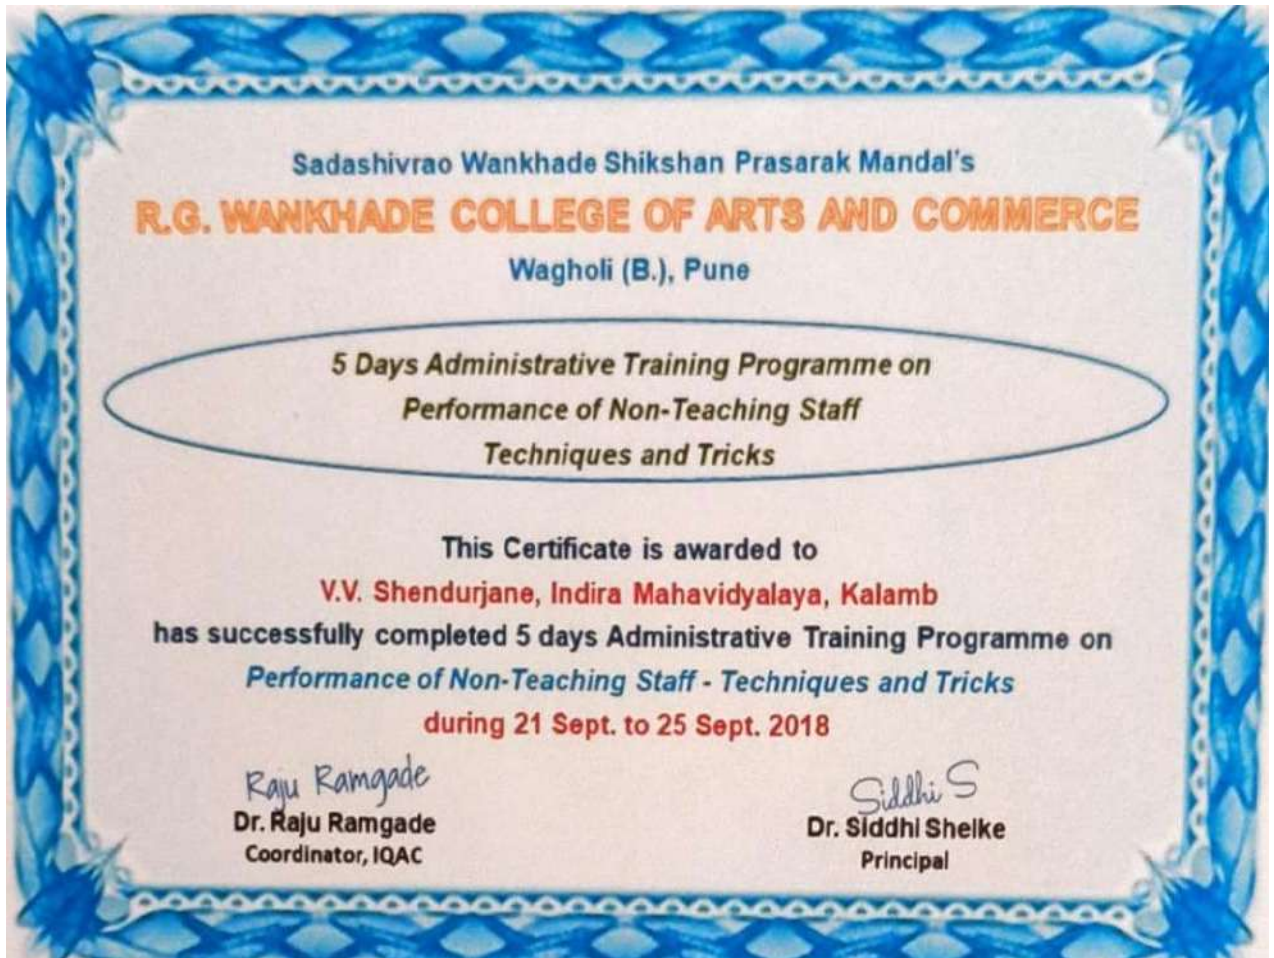 Sadashivrao Wankhade Shikshan Prasarak Mandal's
R.G. WANKHADE COLLEGE OF ARTS AND COMMERCE
Wagholi (B.), Pune
5 Days Administrative Training Programme on
Performance of Non-Teaching Staff
Techniques and Tricks
This Certificate is awarded to
V.V. Shendurjane, Indira Mahavidyalaya, Kalamb
has successfully completed 5 days Administrative Training Programme on
Performance of Non-Teaching Staff - Techniques and Tricks
during 21 Sept. to 25 Sept. 2018
Raju Ramgade
Dr. Raju Ramgade
Coordinator, IQAC
Siddhi S
Dr. Siddhi Shelke
Principal